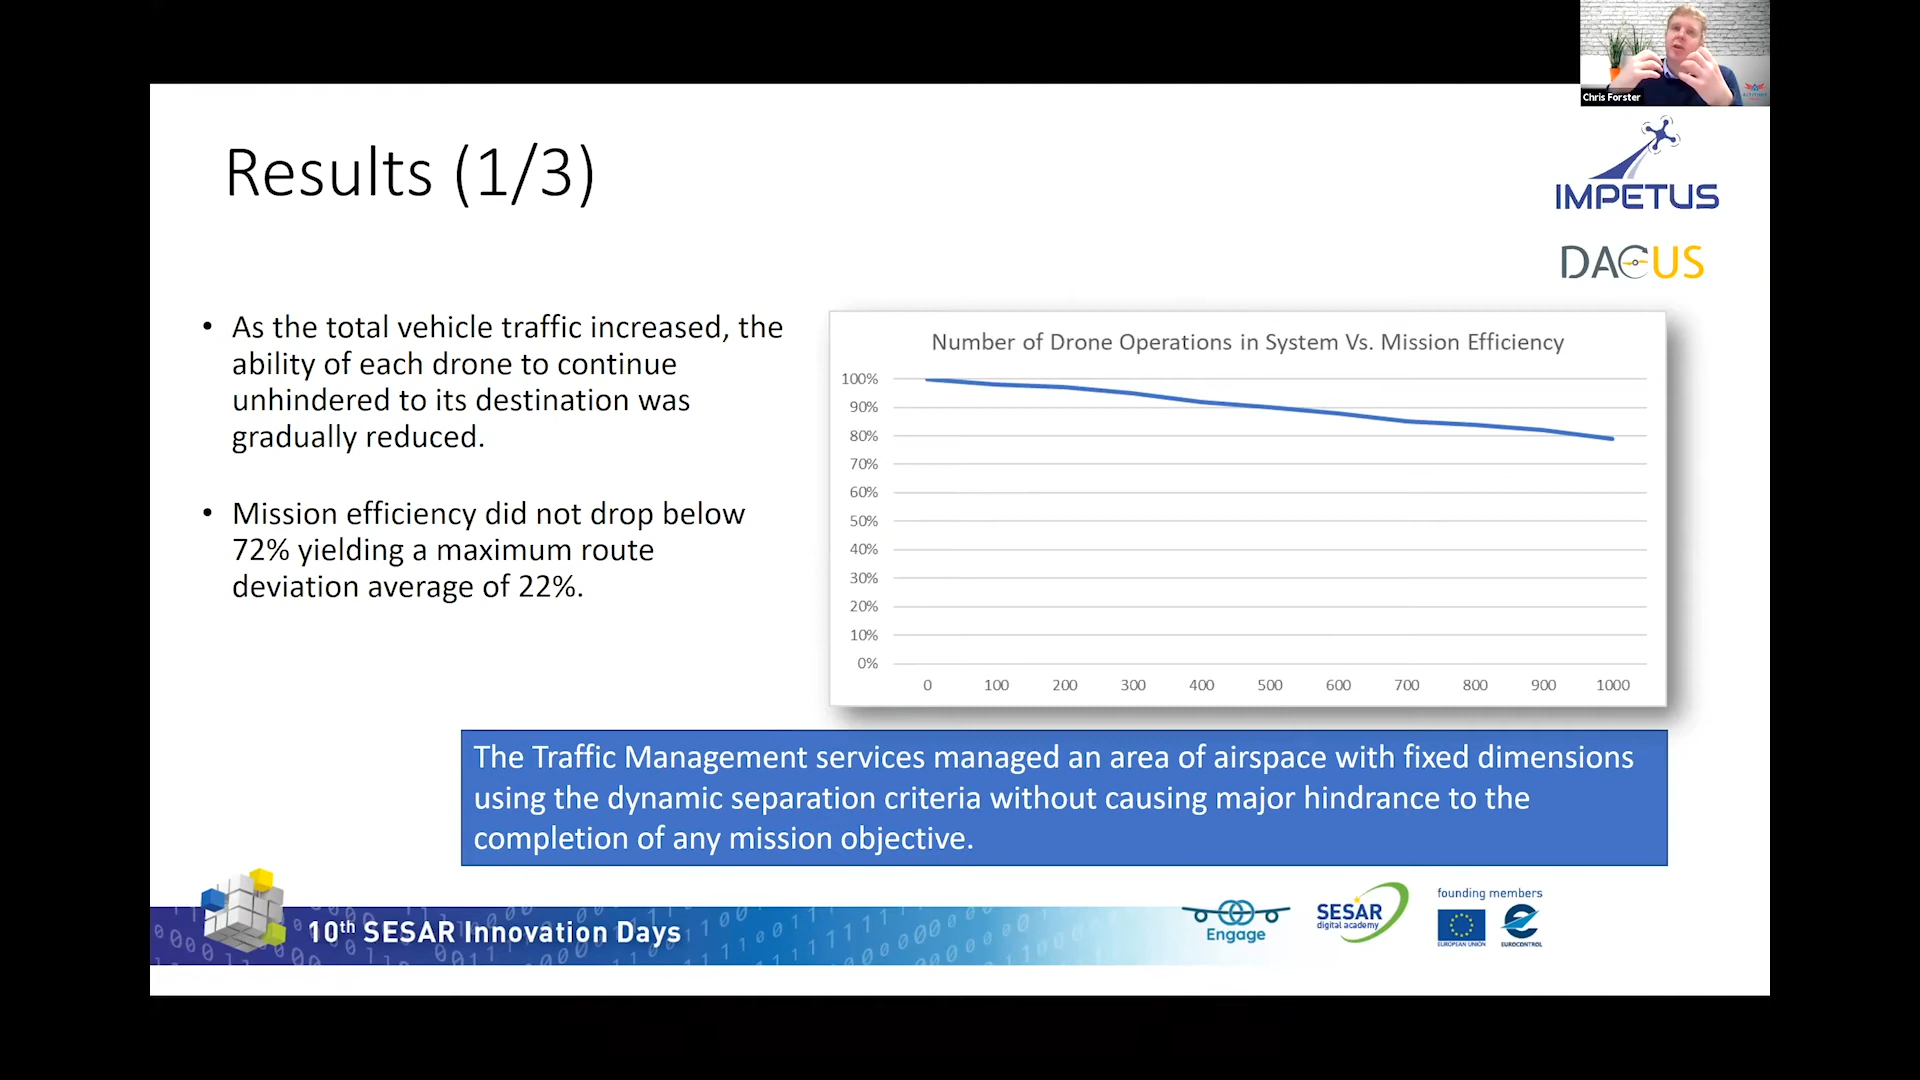 Chris Forster
Results (1/3)
IMPETUS
DACUS
• As the total vehicle traffic increased, the
ability of each drone to continue
unhindered to its destination was
gradually reduced.
• Mission efficiency did not drop below
72% yielding a maximum route
deviation average of 22%.
Number of Drone Operations in System Vs. Mission Efficiency
100%
90%
80%
70%
60%
50%
40%
30%
20%
10%
0%
0 100 200 300 400 500 600 700 800 900 1000
The Traffic Management services managed an area of airspace with fixed dimensions
using the dynamic separation criteria without causing major hindrance to the
completion of any mission objective.
10th SESAR Innovation Days
Engage
SESAR
digital academy
founding members
EUROPEAN UNION
EUROCONTROL